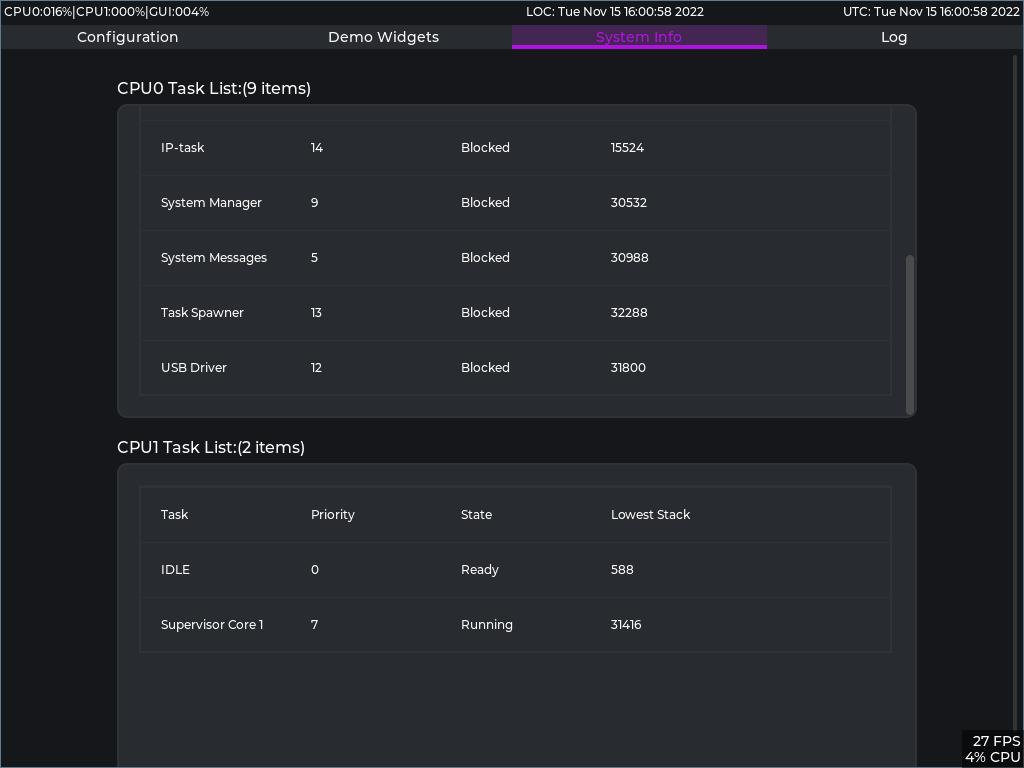 CPU0:016%|CPU1:000%|GUI:004% LOC: Tue Nov 15 16:00:58 2022 UTC: Tue Nov 15 16:00:58 2022
Configuration Demo Widgets System Info Log
CPU0 Task List:(9 items)
IP-task 14 Blocked 15524
System Manager 9 Blocked 30532
System Messages 5 Blocked 30988
Task Spawner 13 Blocked 32288
USB Driver 12 Blocked 31800
CPU1 Task List:(2 items)
Task Priority State Lowest Stack
IDLE 0 Ready 588
Supervisor Core 1 7 Running 31416
27 FPS
4% CPU